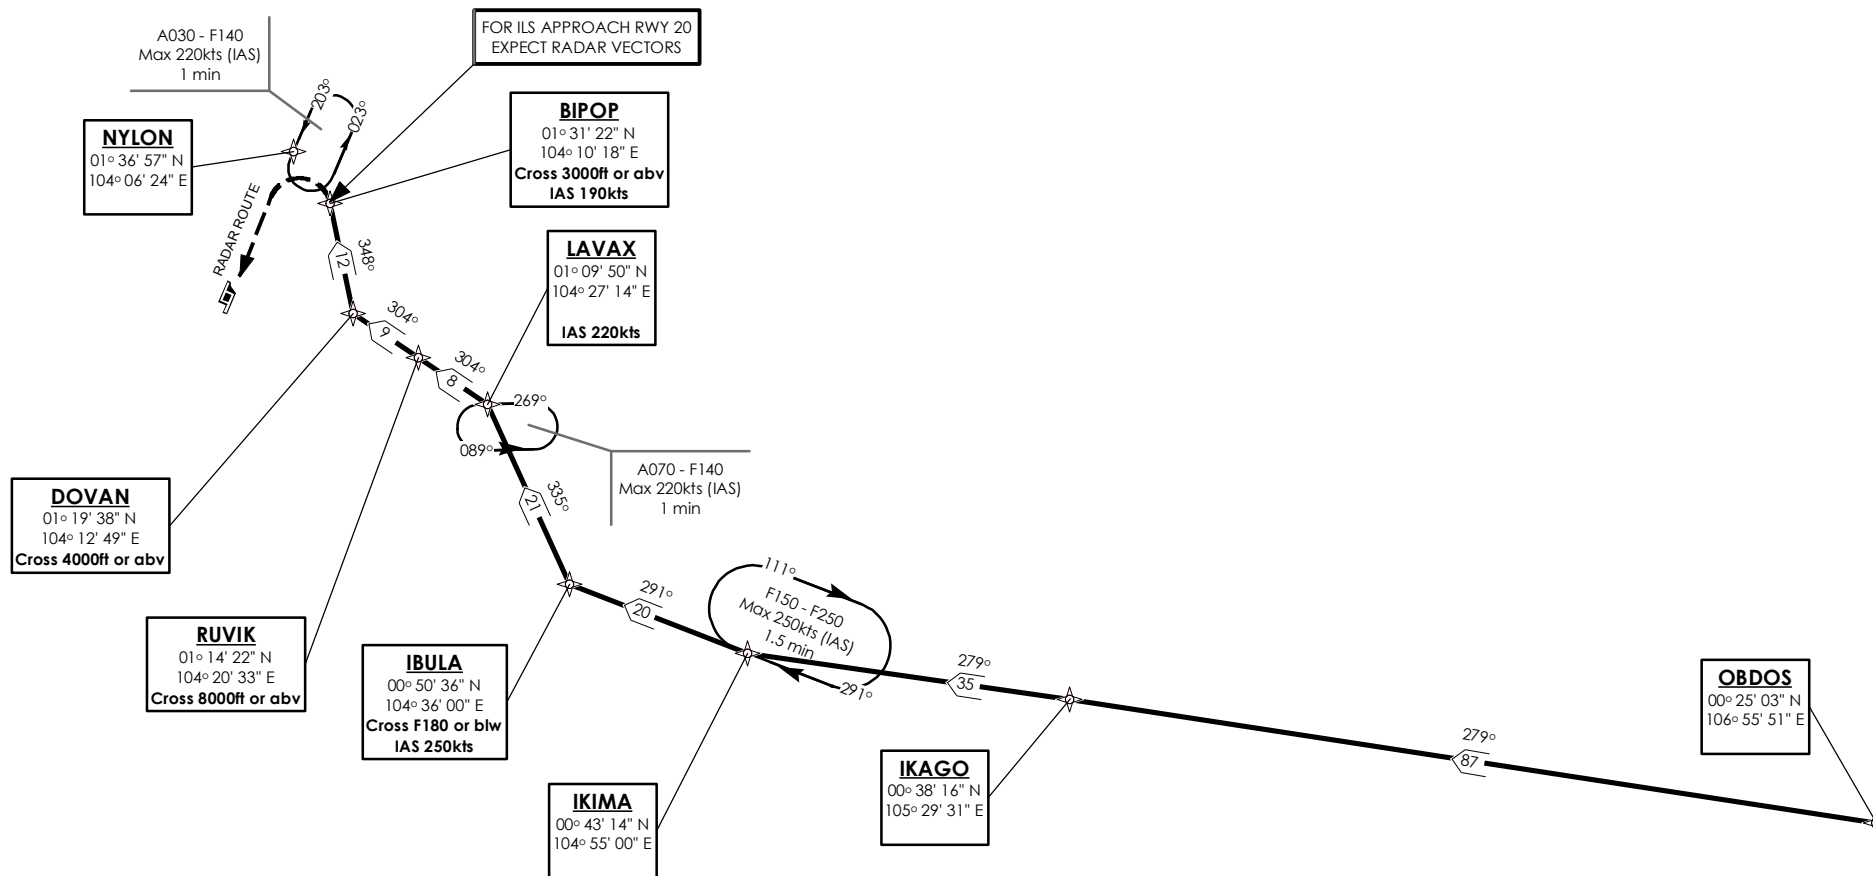 A030 - F140
Max 220kts (IAS)
1 min
FOR ILS APPROACH RWY 20
EXPECT RADAR VECTORS
203°
023°
NYLON
01° 36' 57" N
104° 06' 24" E
BIPOP
01° 31' 22" N
104° 10' 18" E
Cross 3000ft or abv
IAS 190kts
RADAR ROUTE
348°
12
LAVAX
01° 09' 50" N
104° 27' 14" E
IAS 220kts
304°
9
304°
8
269°
089°
A070 - F140
Max 220kts (IAS)
1 min
DOVAN
01° 19' 38" N
104° 12' 49" E
Cross 4000ft or abv
335°
21
111°
F150 - F250
Max 250kts (IAS)
1.5 min
291°
291°
20
RUVIK
01° 14' 22" N
104° 20' 33" E
Cross 8000ft or abv
IBULA
00° 50' 36" N
104° 36' 00" E
Cross F180 or blw
IAS 250kts
279°
35
OBDOS
00° 25' 03" N
106° 55' 51" E
279°
87
IKAGO
00° 38' 16" N
105° 29' 31" E
IKIMA
00° 43' 14" N
104° 55' 00" E